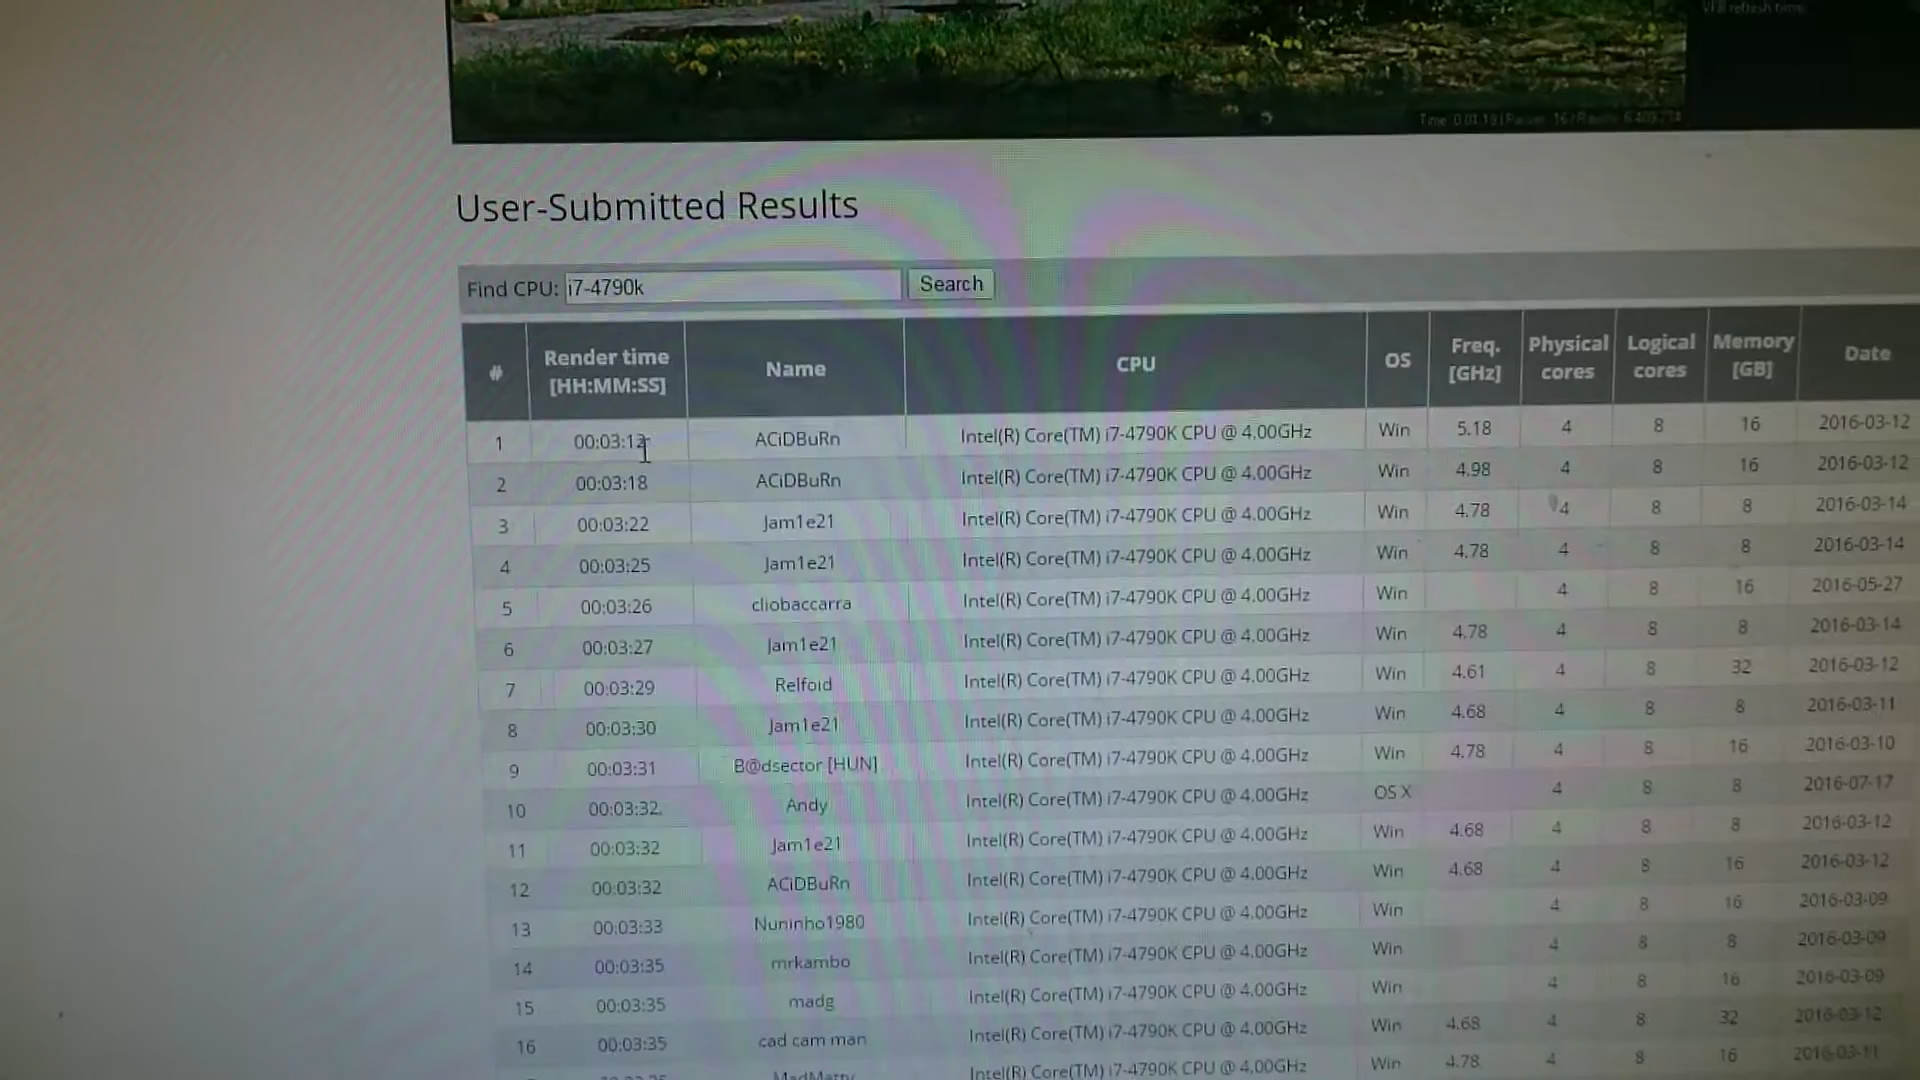 VFB refresh time
User-Submitted Results
Find CPU: i7-4790k Search
# Render time [HH:MM:SS] Name CPU OS Freq. [GHz] Physical cores Logical cores Memory [GB] Date
1 00:03:12 ACiDBuRn Intel(R) Core(TM) i7-4790K CPU @ 4.00GHz Win 5.18 4 8 16 2016-03-12
2 00:03:18 ACiDBuRn Intel(R) Core(TM) i7-4790K CPU @ 4.00GHz Win 4.98 4 8 16 2016-03-12
3 00:03:22 Jam1e21 Intel(R) Core(TM) i7-4790K CPU @ 4.00GHz Win 4.78 4 8 8 2016-03-14
4 00:03:25 Jam1e21 Intel(R) Core(TM) i7-4790K CPU @ 4.00GHz Win 4.78 4 8 8 2016-03-14
5 00:03:26 cliobaccarra Intel(R) Core(TM) i7-4790K CPU @ 4.00GHz Win 4 8 16 2016-05-27
6 00:03:27 Jam1e21 Intel(R) Core(TM) i7-4790K CPU @ 4.00GHz Win 4.78 4 8 8 2016-03-14
7 00:03:29 Relfoid Intel(R) Core(TM) i7-4790K CPU @ 4.00GHz Win 4.61 4 8 32 2016-03-12
8 00:03:30 Jam1e21 Intel(R) Core(TM) i7-4790K CPU @ 4.00GHz Win 4.68 4 8 8 2016-03-11
9 00:03:31 B@dsector [HUN] Intel(R) Core(TM) i7-4790K CPU @ 4.00GHz Win 4.78 4 8 16 2016-03-10
10 00:03:32 Andy Intel(R) Core(TM) i7-4790K CPU @ 4.00GHz OS X 4 8 8 2016-07-17
11 00:03:32 Jam1e21 Intel(R) Core(TM) i7-4790K CPU @ 4.00GHz Win 4.68 4 8 8 2016-03-12
12 00:03:32 ACiDBuRn Intel(R) Core(TM) i7-4790K CPU @ 4.00GHz Win 4.68 4 8 16 2016-03-12
13 00:03:33 Nuninho1980 Intel(R) Core(TM) i7-4790K CPU @ 4.00GHz Win 4 8 16 2016-03-09
14 00:03:35 mrkambo Intel(R) Core(TM) i7-4790K CPU @ 4.00GHz Win 4 8 8 2016-03-09
15 00:03:35 madg Intel(R) Core(TM) i7-4790K CPU @ 4.00GHz Win 4 8 16 2016-03-09
16 00:03:35 cad cam man Intel(R) Core(TM) i7-4790K CPU @ 4.00GHz Win 4.68 4 8 32 2016-03-12
Intel(R) Core(TM) i7-4790K CPU @ 4.00GHz Win 4.78 4 8 16 2016-03-11